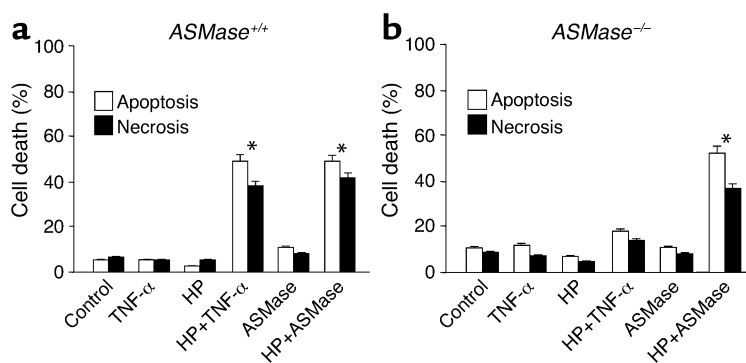 a
ASMase+/+
100
80
60
40
20
0
Cell death (%)
Apoptosis
Necrosis
*
*
Control
TNF-α
HP
HP+TNF-α
ASMase
HP+ASMase
b
ASMase–/–
100
80
60
40
20
0
Cell death (%)
Apoptosis
Necrosis
*
Control
TNF-α
HP
HP+TNF-α
ASMase
HP+ASMase